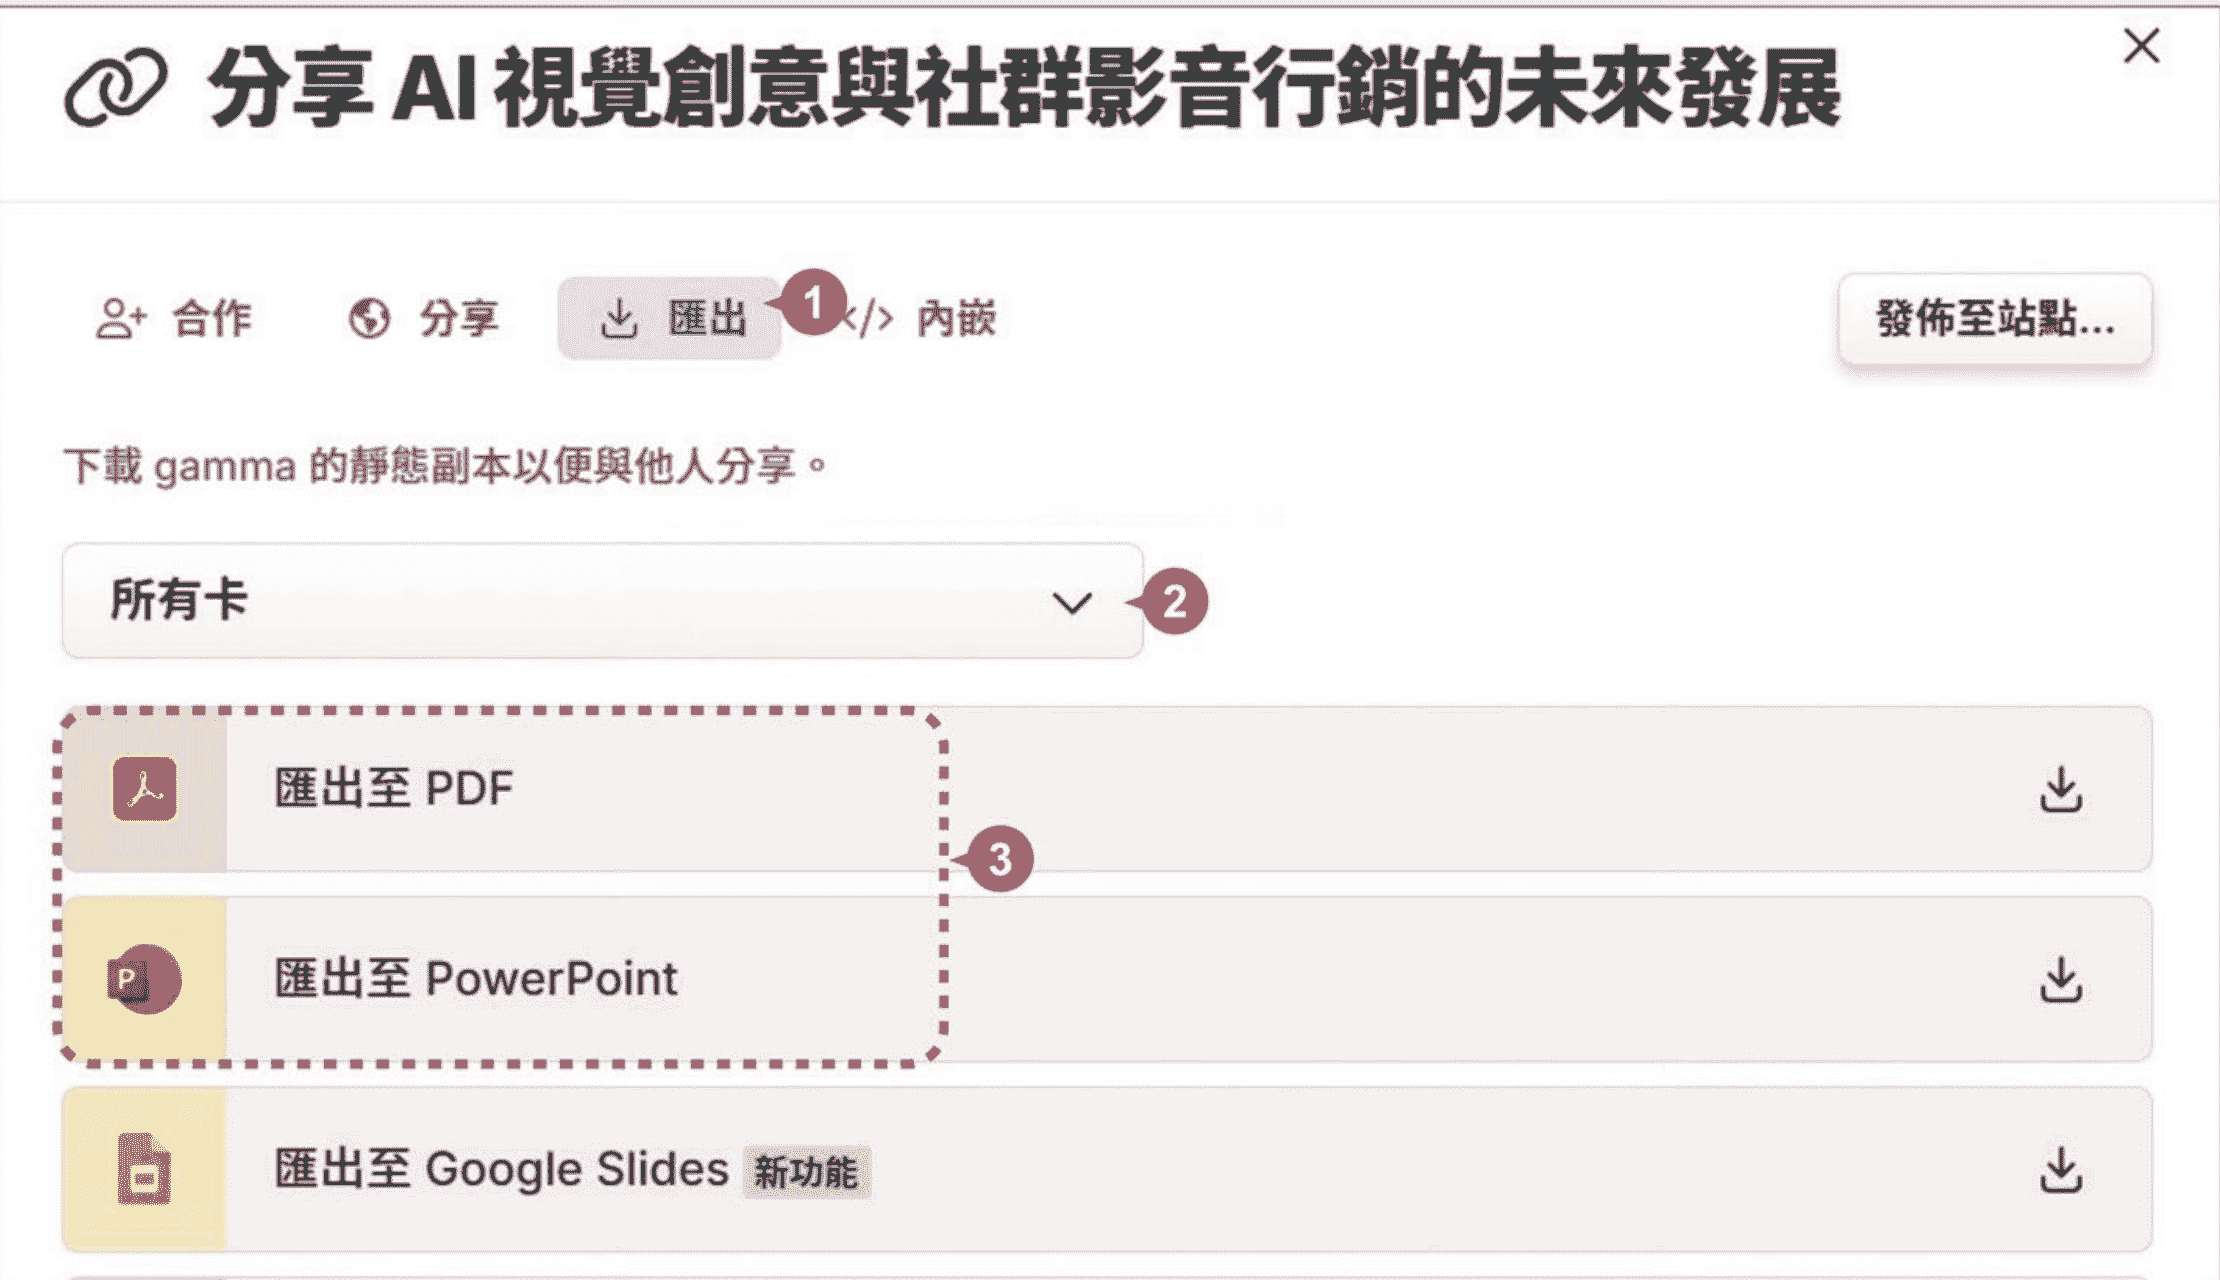 分享 AI 視覺創意與社群影音行銷的未來發展
合作 分享 匯出 1 </> 內嵌 發佈至站點...
下載 gamma 的靜態副本以便與他人分享。
所有卡 2
匯出至 PDF
3
P 匯出至 PowerPoint
匯出至 Google Slides 新功能